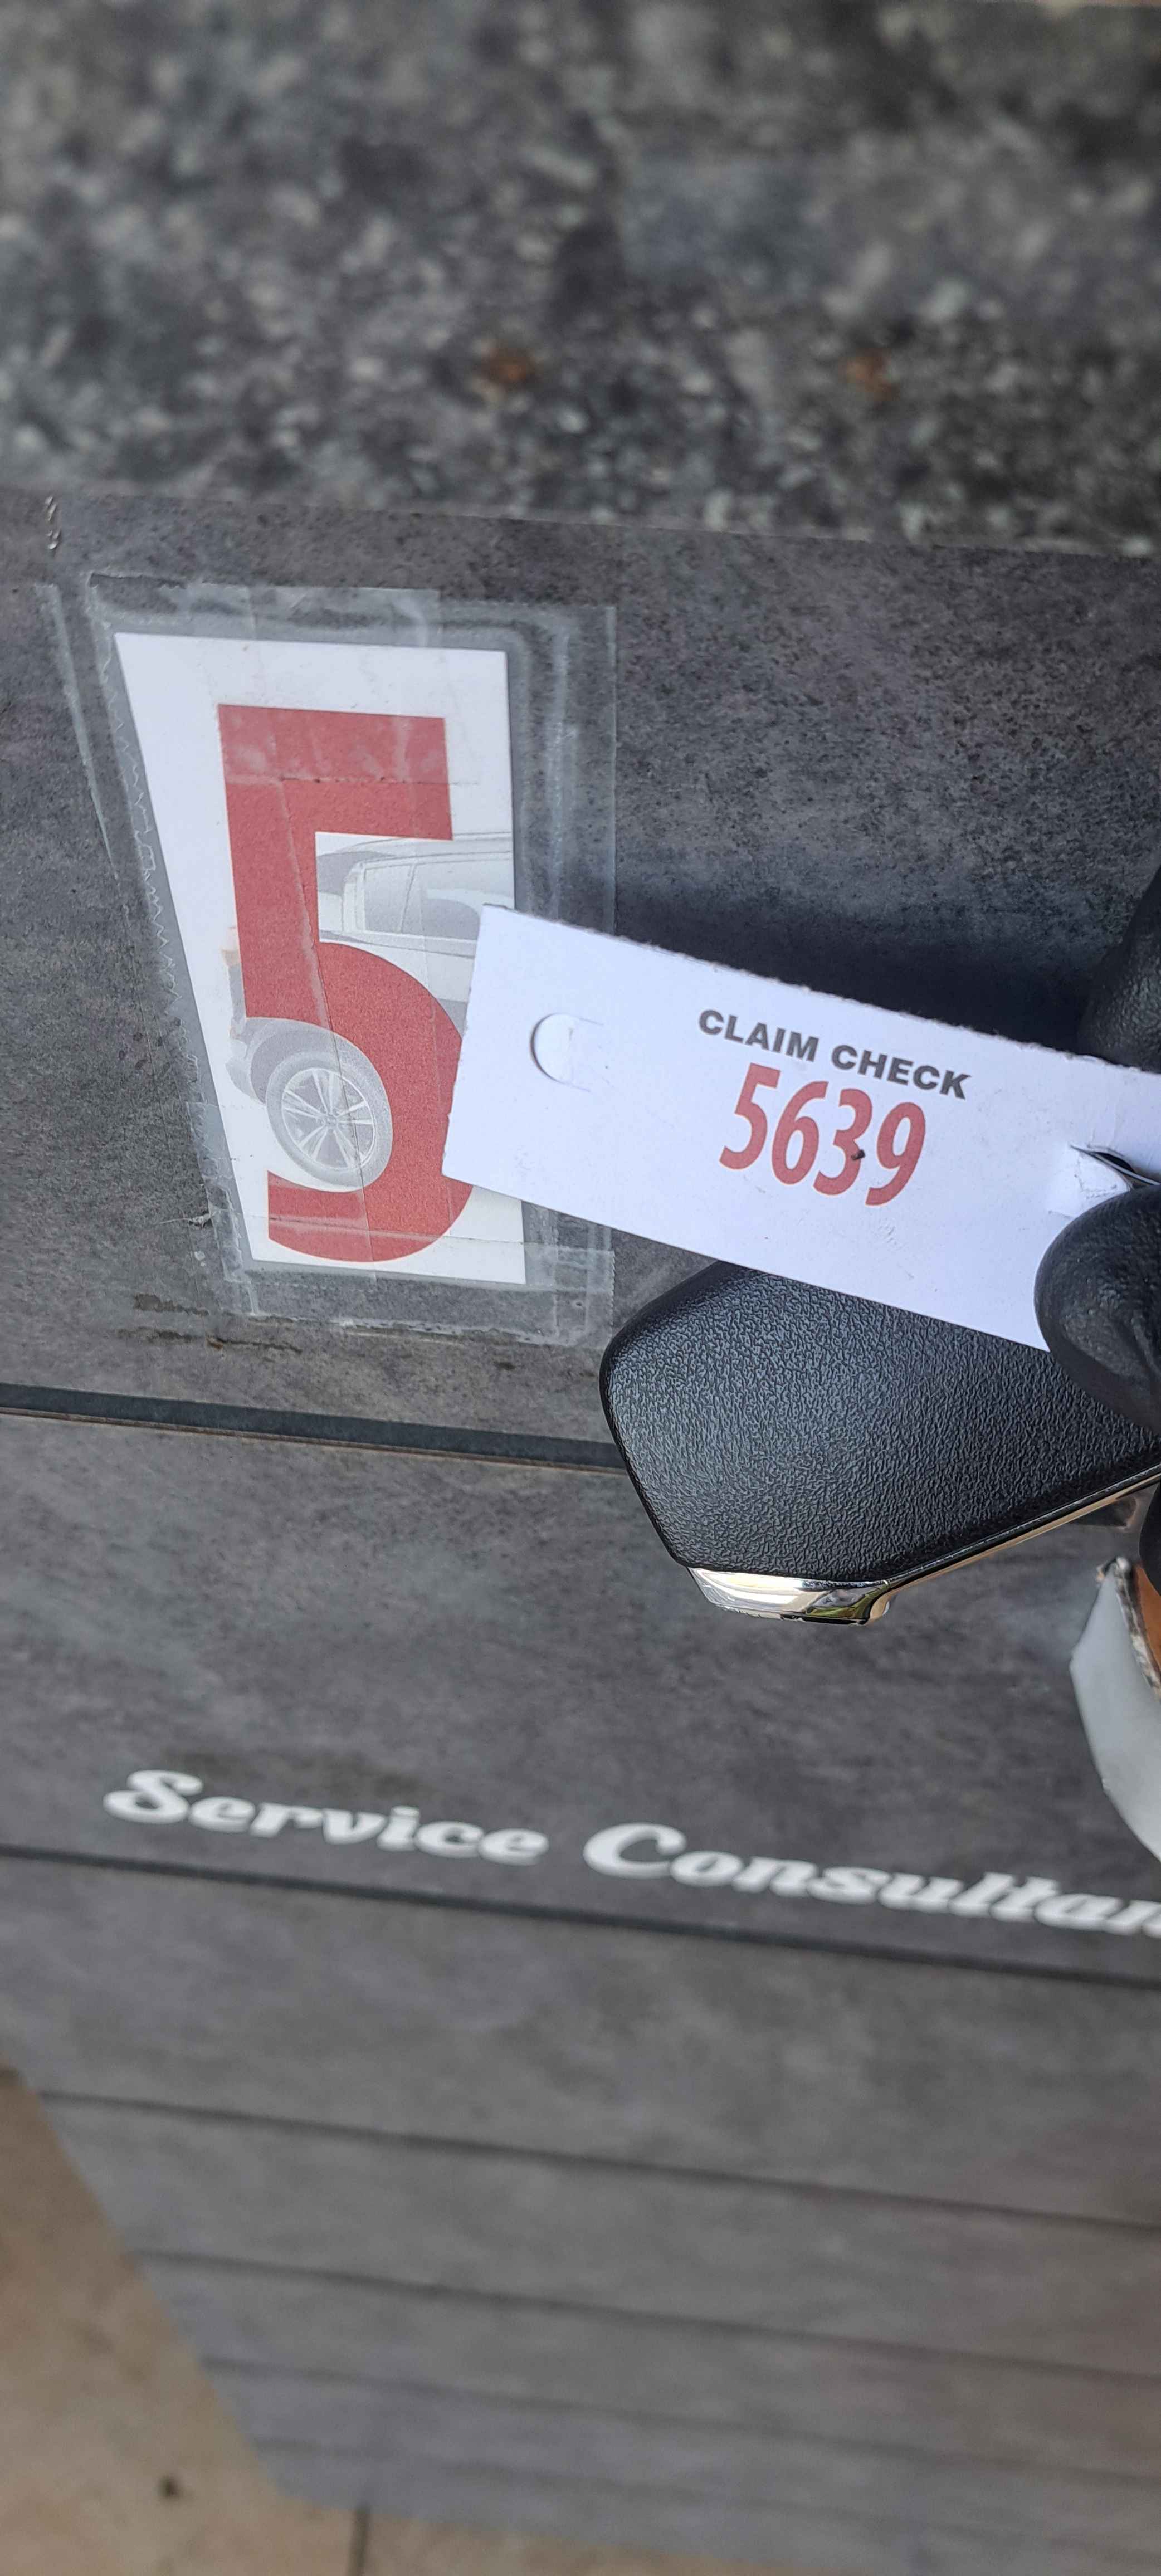 5
CLAIM CHECK
5639
Service Consultan